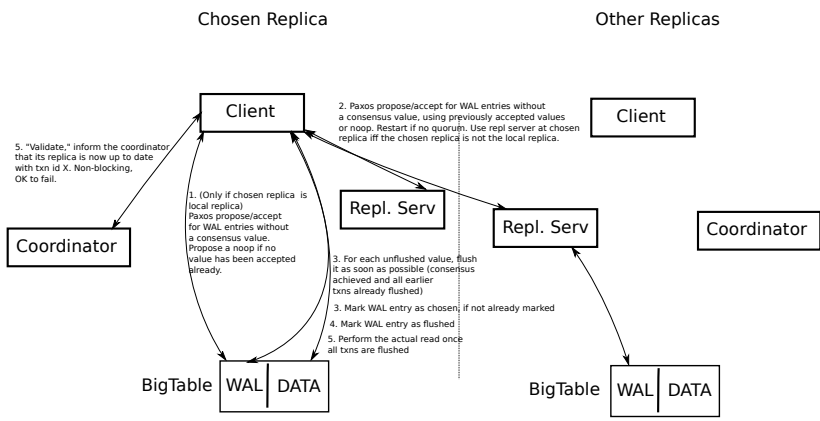 Chosen Replica
Other Replicas
Client
2. Paxos propose/accept for WAL entries without
a consensus value, using previously accepted values
or noop. Restart if no quorum. Use repl server at chosen
replica iff the chosen replica is not the local replica.
Client
5. "Validate," inform the coordinator
that its replica is now up to date
with txn id X. Non-blocking,
OK to fail.
1. (Only if chosen replica is
local replica)
Paxos propose/accept
for WAL entries without
a consensus value.
Propose a noop if no
value has been accepted
already.
Repl. Serv
Repl. Serv
Coordinator
Coordinator
3. For each unflushed value, flush
it as soon as possible (consensus
achieved and all earlier
txns already flushed)
3. Mark WAL entry as chosen, if not already marked
4. Mark WAL entry as flushed
5. Perform the actual read once
all txns are flushed
BigTable
WAL
DATA
BigTable
WAL
DATA